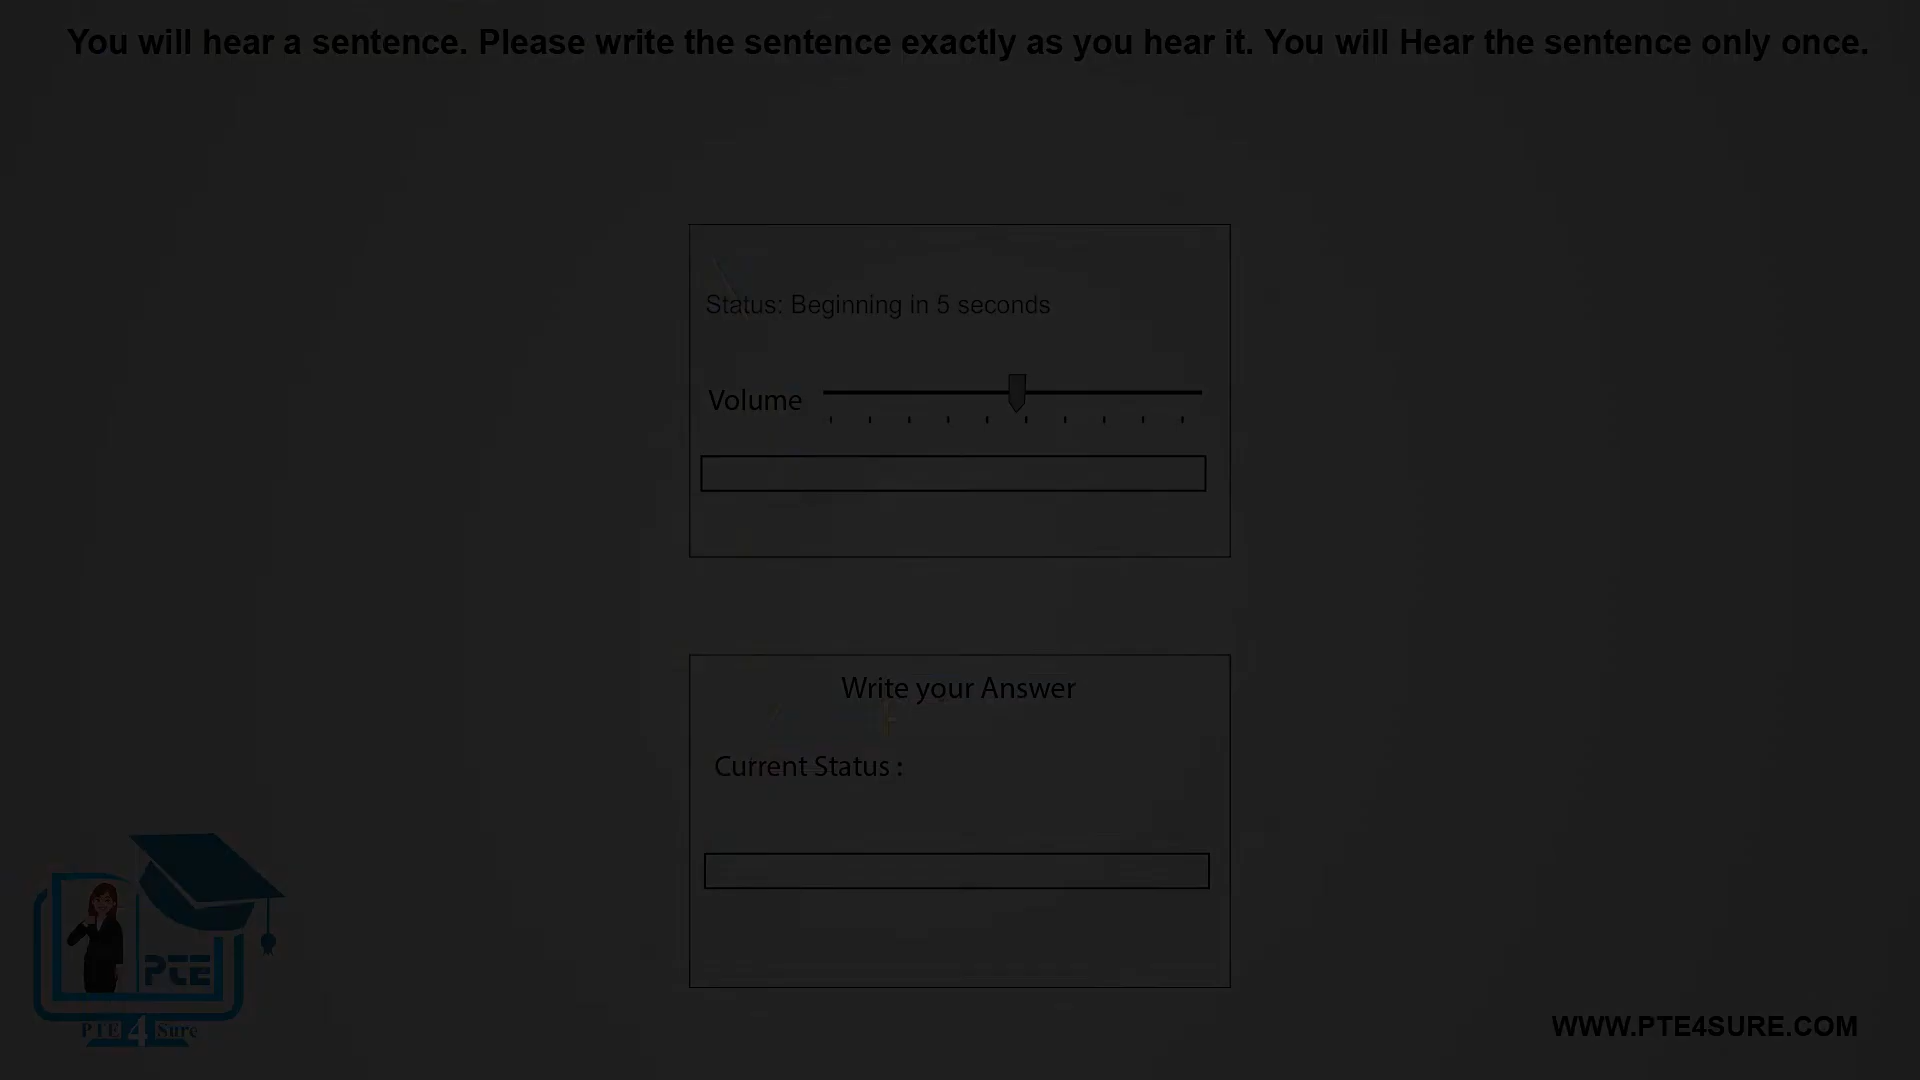 You will hear a sentence. Please write the sentence exactly as you hear it. You will Hear the sentence only once.
Status: Beginning in 5 seconds
Volume
Write your Answer
Current Status :
PTE
PTE 4 Sure
WWW.PTE4SURE.COM